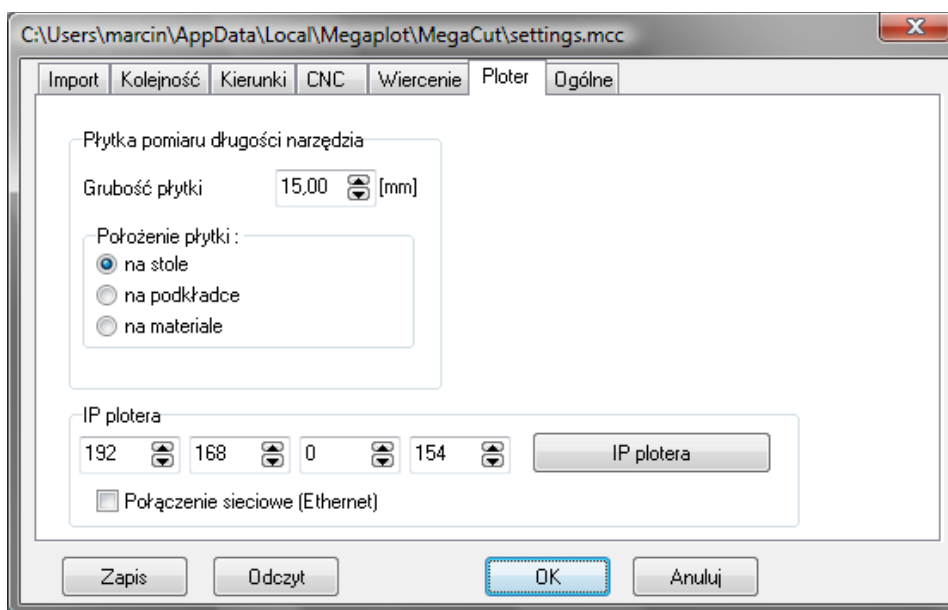 C:\Users\marcin\AppData\Local\Megaplot\MegaCut\settings.mcc
Import Kolejność Kierunki CNC Wiercenie Ploter Ogólne
Płytka pomiaru długości narzędzia
Grubość płytki 15,00 [mm]
Położenie płytki :
na stole
na podkładce
na materiale
IP plotera
192 168 0 154 IP plotera
Połączenie sieciowe (Ethernet)
Zapis Odczyt OK Anuluj